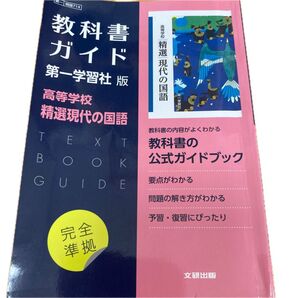 教科書
ガイド
第一学習社 版
高等学校
精選現代の国語
TEXT
BOOK
GUIDE
完全
準拠
高等学校
精選 現代の国語
教科書の内容がよくわかる
教科書の
公式ガイドブック
要点がわかる
問題の解き方がわかる
予習・復習にぴったり
文研出版